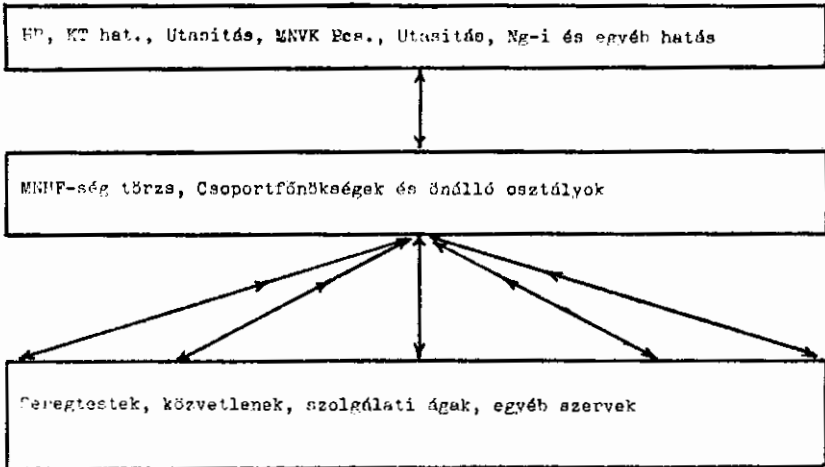 KT hat., Utasitás, MNVK Pcs., Utasitás, Ng-i és egyéb hatás
MNHF-ség törzs, Csoportfőnökségek és önálló osztályok
Seregtestek, közvetlenek, szolgálati ágak, egyéb szervek